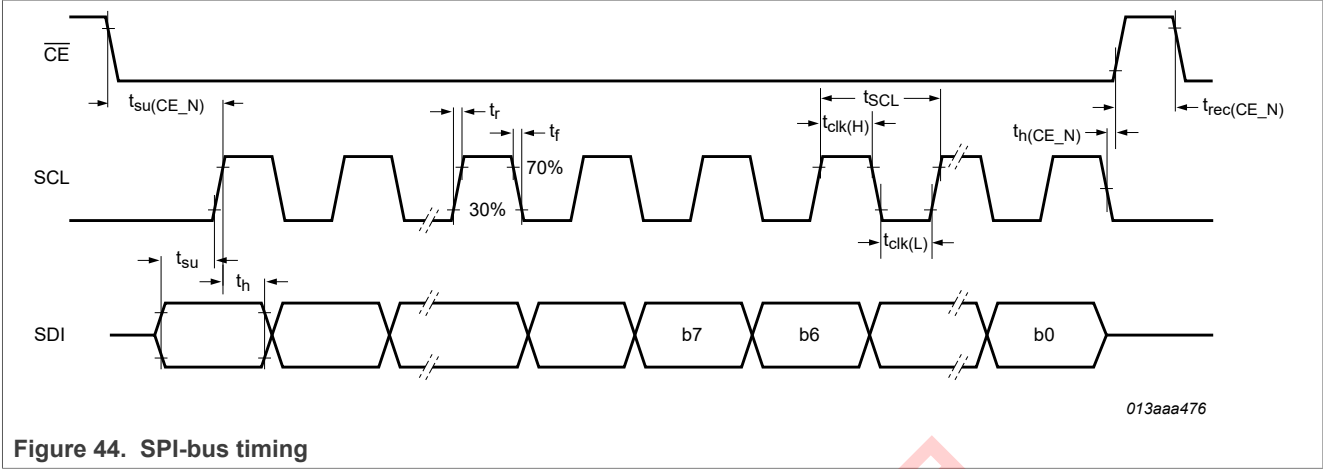 CE
tsu(CE_N)
tr
tf
tSCL
tclk(H)
th(CE_N)
trec(CE_N)
SCL
70%
30%
tclk(L)
tsu
th
SDI
b7
b6
b0
013aaa476
Figure 44. SPI-bus timing